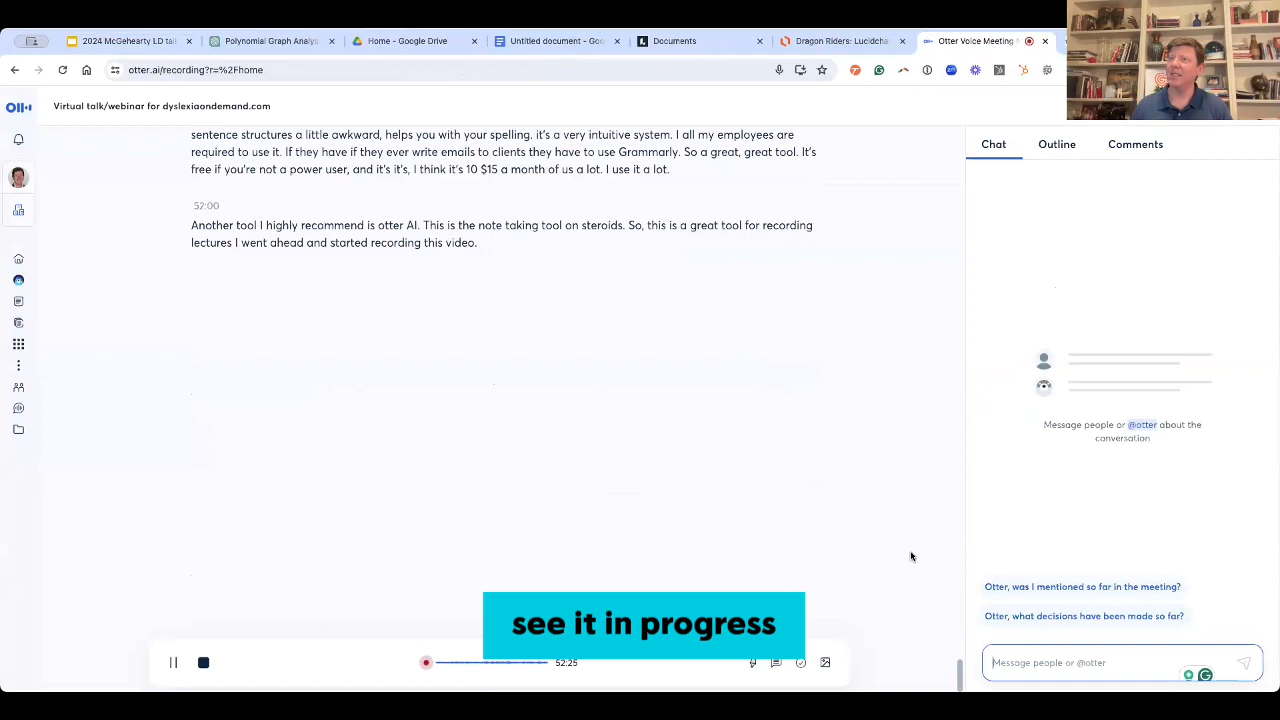 2024 McGehearty LD tal
Polynomial Graph Analys
Home - Google Drive
Untitled document - Goo
Documents
Dragon Riders: Lucidcha
Otter Voice Meeting N
otter.ai/recording?r=%2Fhome
Virtual talk/webinar for dyslexiaondemand.com
sentence structures a little awkward, helps you with your spelling. it's a very intuitive system. I all my employees are
required to use it. If they have if they ever write emails to clients they have to use Grammarly. So a great, great tool. It's
free if you're not a power user, and it's it's, I think it's 10 $15 a month of us a lot. I use it a lot.
52:00
Another tool I highly recommend is otter AI. This is the note taking tool on steroids. So, this is a great tool for recording
lectures I went ahead and started recording this video.
Chat
Outline
Comments
Message people or @otter about the
conversation
Otter, was I mentioned so far in the meeting?
Otter, what decisions have been made so far?
Message people or @otter
see it in progress
52:25